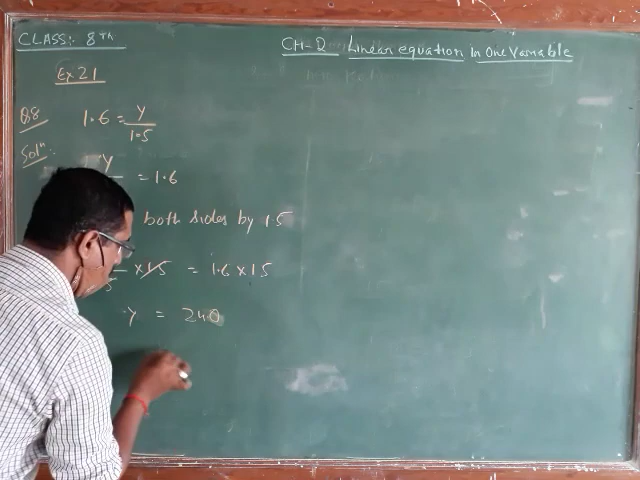 CLASS:- 8TH
CH-2 Linear equation in One Variable
Ex 2.1
Q8 1.6 = Y/1.5
Soln:- Y = 1.6
both sides by 1.5
×1.5 = 1.6 × 1.5
Y = 2.40